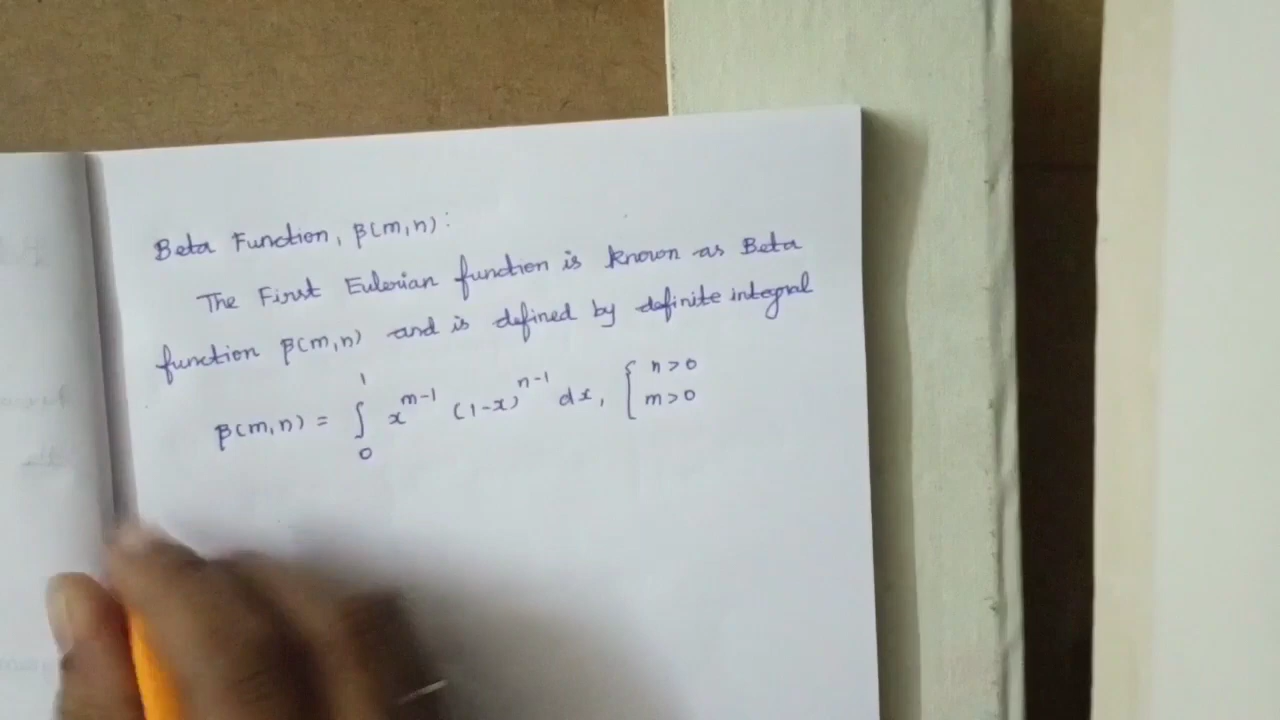 Beta Function, β(m,n):
The First Eulerian function is known as Beta
function β(m,n) and is defined by definite integral
β(m,n) = ∫₀¹ x^{m-1} (1-x)^{n-1} dx, { n>0 m>0